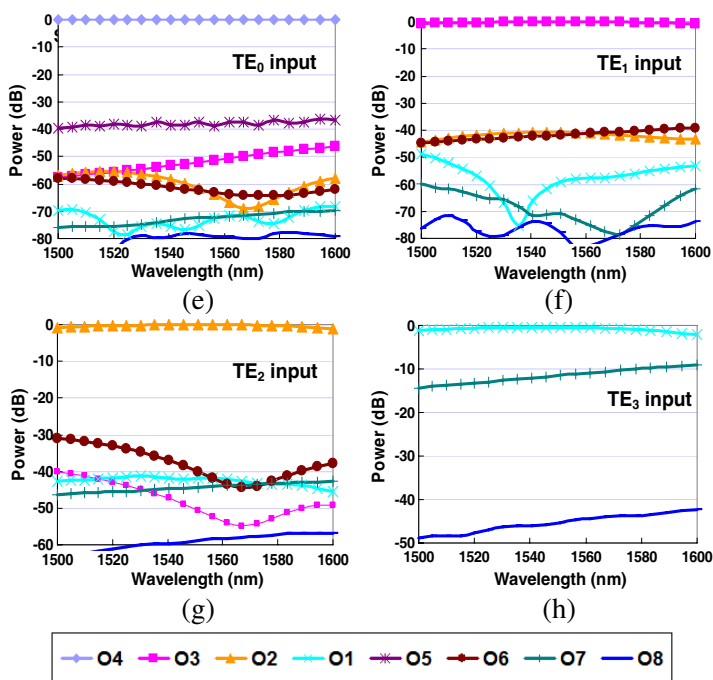 0
-10
-20
-30
-40
-50
-60
-70
-80
Power (dB)
TE0 input
1500 1520 1540 1560 1580 1600
Wavelength (nm)
(e)
0
-10
-20
-30
-40
-50
-60
-70
-80
Power (dB)
TE1 input
1500 1520 1540 1560 1580 1600
Wavelength (nm)
(f)
0
-10
-20
-30
-40
-50
-60
Power (dB)
TE2 input
1500 1520 1540 1560 1580 1600
Wavelength (nm)
(g)
0
-10
-20
-30
-40
-50
Power (dB)
TE3 input
1500 1520 1540 1560 1580 1600
Wavelength (nm)
(h)
O4 O3 O2 O1 O5 O6 O7 O8